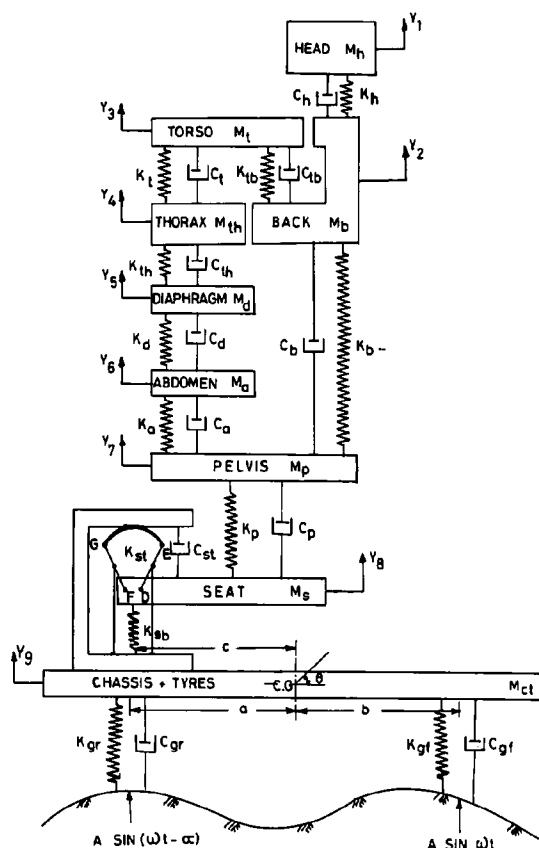 Y1
HEAD Mh
Ch Kh
Y3
TORSO Mt
Y2
Kt Ct Ktb Ctb
Y4
THORAX Mth BACK Mb
Kth Cth
Y5
DIAPHRAGM Md
Kd Cd Cb Kb-
Y6
ABDOMEN Ma
Ka Ca
Y7
PELVIS Mp
Kp Cp
G Kst E Cst
Y8
F D SEAT Ms
Ksb c
Y9
CHASSIS + TYRES C.G θ Mct
a b
Kgr Cgr Kgf Cgf
A SIN (ωt-α) A SIN ωt